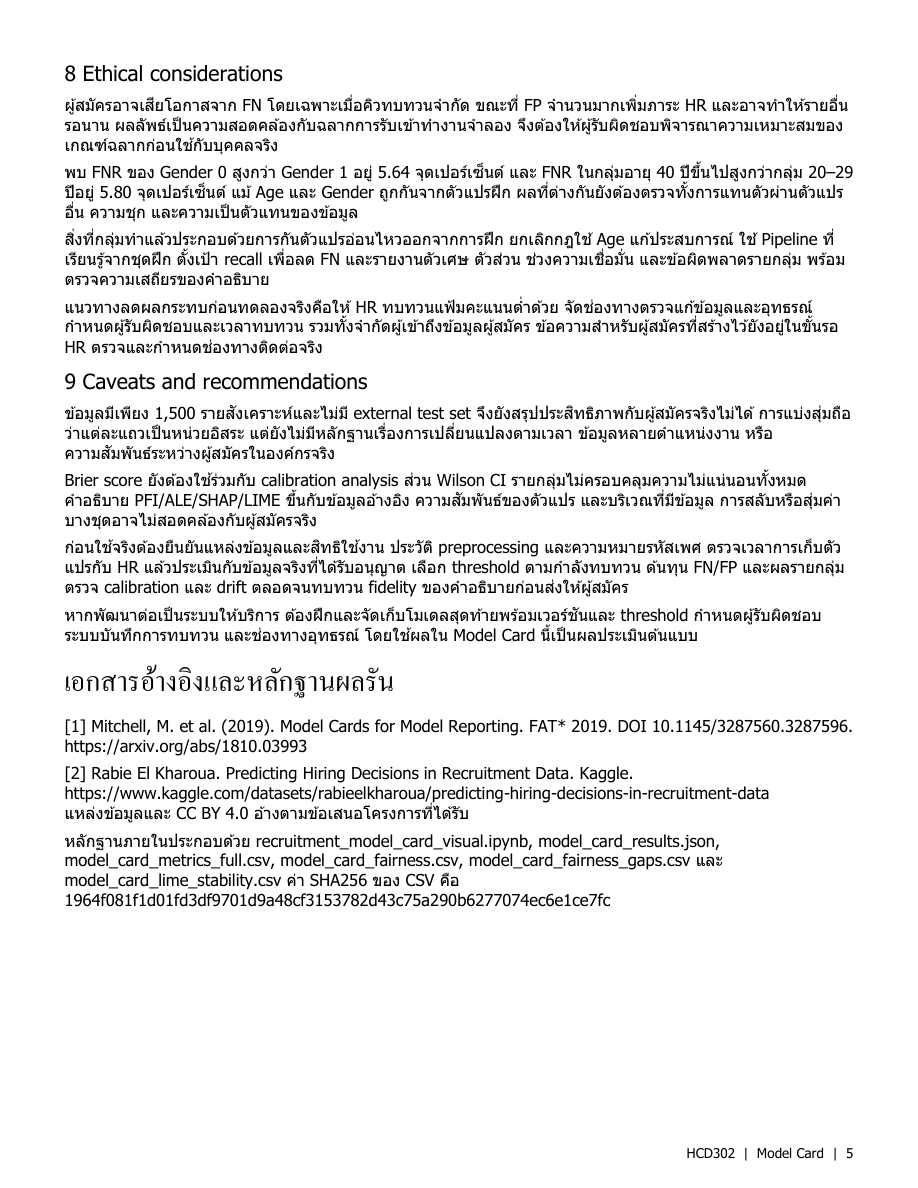 8 Ethical considerations
ผู้สมัครอาจเสียโอกาสจาก FN โดยเฉพาะเมื่อคิวทบทวนจำกัด ขณะที่ FP จำนวนมากเพิ่มภาระ HR และอาจทำให้รายอื่น
รอนาน ผลลัพธ์เป็นความสอดคล้องกับฉลากการรับเข้าทำงานจำลอง จึงต้องให้ผู้รับผิดชอบพิจารณาความเหมาะสมของ
เกณฑ์ฉลากก่อนใช้กับบุคคลจริง
พบ FNR ของ Gender 0 สูงกว่า Gender 1 อยู่ 5.64 จุดเปอร์เซ็นต์ และ FNR ในกลุ่มอายุ 40 ปีขึ้นไปสูงกว่ากลุ่ม 20–29
ปีอยู่ 5.80 จุดเปอร์เซ็นต์ แม้ Age และ Gender ถูกกันจากตัวแปรฝึก ผลที่ต่างกันยังต้องตรวจทั้งการแทนตัวผ่านตัวแปร
อื่น ความชุก และความเป็นตัวแทนของข้อมูล
สิ่งที่กลุ่มทำแล้วประกอบด้วยการกันตัวแปรอ่อนไหวออกจากการฝึก ยกเลิกกฎใช้ Age แก้ประสบการณ์ ใช้ Pipeline ที่
เรียนรู้จากชุดฝึก ตั้งเป้า recall เพื่อลด FN และรายงานตัวเศษ ตัวส่วน ช่วงความเชื่อมั่น และข้อผิดพลาดรายกลุ่ม พร้อม
ตรวจความเสถียรของคำอธิบาย
แนวทางลดผลกระทบก่อนทดลองจริงคือให้ HR ทบทวนแฟ้มคะแนนต่ำด้วย จัดช่องทางตรวจแก้ข้อมูลและอุทธรณ์
กำหนดผู้รับผิดชอบและเวลาทบทวน รวมทั้งจำกัดผู้เข้าถึงข้อมูลผู้สมัคร ข้อความสำหรับผู้สมัครที่สร้างไว้ยังอยู่ในขั้นรอ
HR ตรวจและกำหนดช่องทางติดต่อจริง
9 Caveats and recommendations
ข้อมูลมีเพียง 1,500 รายสังเคราะห์และไม่มี external test set จึงยังสรุปประสิทธิภาพกับผู้สมัครจริงไม่ได้ การแบ่งสุ่มถือ
ว่าแต่ละแถวเป็นหน่วยอิสระ แต่ยังไม่มีหลักฐานเรื่องการเปลี่ยนแปลงตามเวลา ข้อมูลหลายตำแหน่งงาน หรือ
ความสัมพันธ์ระหว่างผู้สมัครในองค์กรจริง
Brier score ยังต้องใช้ร่วมกับ calibration analysis ส่วน Wilson CI รายกลุ่มไม่ครอบคลุมความไม่แน่นอนทั้งหมด
คำอธิบาย PFI/ALE/SHAP/LIME ขึ้นกับข้อมูลอ้างอิง ความสัมพันธ์ของตัวแปร และบริเวณที่มีข้อมูล การสลับหรือสุ่มค่า
บางชุดอาจไม่สอดคล้องกับผู้สมัครจริง
ก่อนใช้จริงต้องยืนยันแหล่งข้อมูลและสิทธิใช้งาน ประวัติ preprocessing และความหมายรหัสเพศ ตรวจเวลาการเก็บตัว
แปรกับ HR แล้วประเมินกับข้อมูลจริงที่ได้รับอนุญาต เลือก threshold ตามกำลังทบทวน ต้นทุน FN/FP และผลรายกลุ่ม
ตรวจ calibration และ drift ตลอดจนทบทวน fidelity ของคำอธิบายก่อนส่งให้ผู้สมัคร
หากพัฒนาต่อเป็นระบบให้บริการ ต้องฝึกและจัดเก็บโมเดลสุดท้ายพร้อมเวอร์ชันและ threshold กำหนดผู้รับผิดชอบ
ระบบบันทึกการทบทวน และช่องทางอุทธรณ์ โดยใช้ผลใน Model Card นี้เป็นผลประเมินต้นแบบ
เอกสารอ้างอิงและหลักฐานผลรัน
[1] Mitchell, M. et al. (2019). Model Cards for Model Reporting. FAT* 2019. DOI 10.1145/3287560.3287596.
https://arxiv.org/abs/1810.03993
[2] Rabie El Kharoua. Predicting Hiring Decisions in Recruitment Data. Kaggle.
https://www.kaggle.com/datasets/rabieelkharoua/predicting-hiring-decisions-in-recruitment-data
แหล่งข้อมูลและ CC BY 4.0 อ้างตามข้อเสนอโครงการที่ได้รับ
หลักฐานภายในประกอบด้วย recruitment_model_card_visual.ipynb, model_card_results.json,
model_card_metrics_full.csv, model_card_fairness.csv, model_card_fairness_gaps.csv และ
model_card_lime_stability.csv ค่า SHA256 ของ CSV คือ
1964f081f1d01fd3df9701d9a48cf3153782d43c75a290b6277074ec6e1ce7fc
HCD302 | Model Card | 5